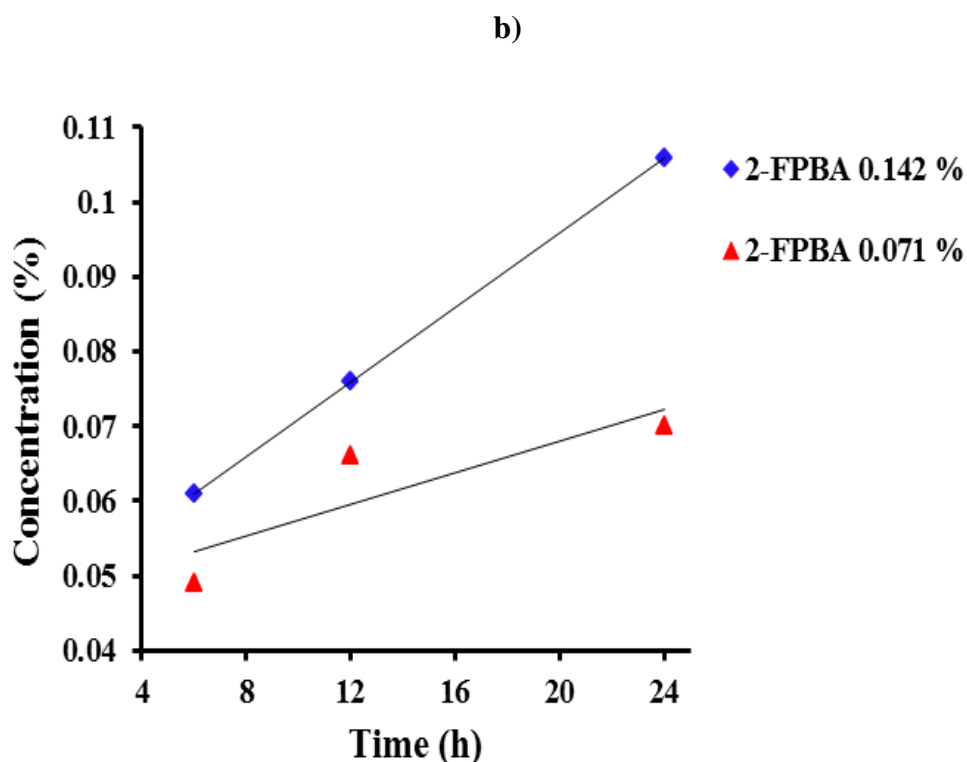 b)
0.11
0.1
0.09
0.08
0.07
0.06
0.05
0.04
Concentration (%)
4 8 12 16 20 24
Time (h)
2-FPBA 0.142 %
2-FPBA 0.071 %